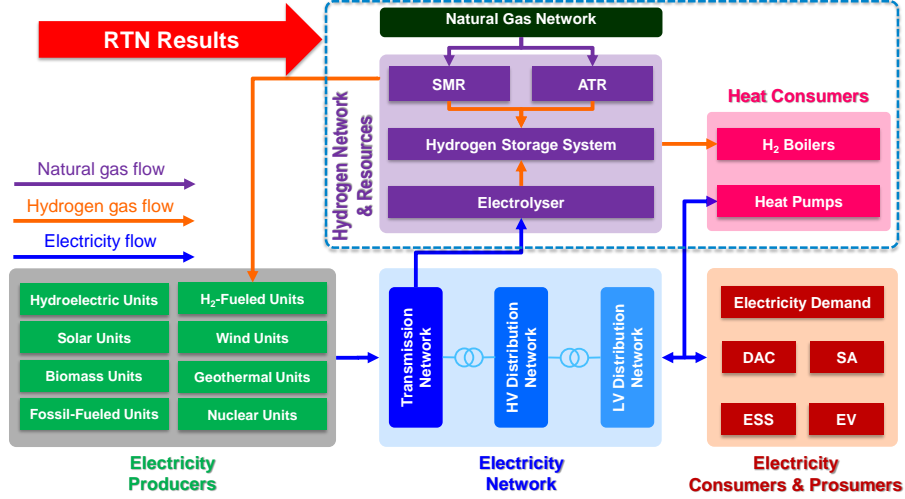 RTN Results
Natural Gas Network
SMR
ATR
Hydrogen Storage System
Electrolyser
Hydrogen Network
& Resources
Heat Consumers
H₂ Boilers
Heat Pumps
Natural gas flow
Hydrogen gas flow
Electricity flow
Hydroelectric Units
H₂-Fueled Units
Solar Units
Wind Units
Biomass Units
Geothermal Units
Fossil-Fueled Units
Nuclear Units
Electricity
Producers
Transmission
Network
HV Distribution
Network
LV Distribution
Network
Electricity
Network
Electricity Demand
DAC
SA
ESS
EV
Electricity
Consumers & Prosumers